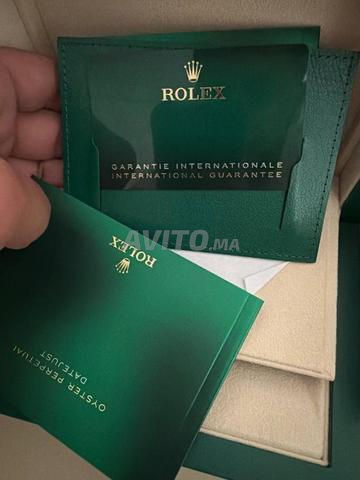 ROLEX
GARANTIE INTERNATIONALE
INTERNATIONAL GUARANTEE
AVITO.MA
ROLEX
OYSTER PERPETUAL
DATEJUST